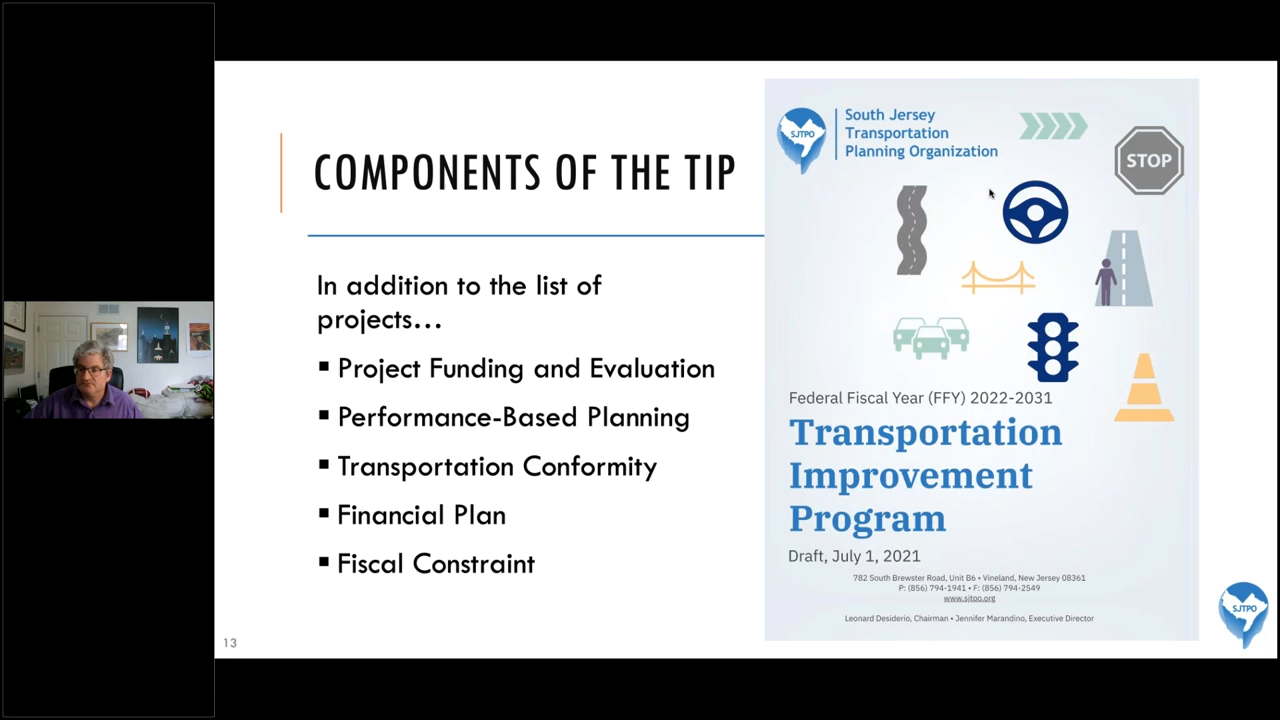 COMPONENTS OF THE TIP
In addition to the list of
projects...
▪ Project Funding and Evaluation
▪ Performance-Based Planning
▪ Transportation Conformity
▪ Financial Plan
▪ Fiscal Constraint
13
SJTPO
South Jersey
Transportation
Planning Organization
STOP
Federal Fiscal Year (FFY) 2022-2031
Transportation
Improvement
Program
Draft, July 1, 2021
782 South Brewster Road, Unit B6 • Vineland, New Jersey 08361
P: (856) 794-1941 • F: (856) 794-2549
www.sjtpo.org
Leonard Desiderio, Chairman • Jennifer Marandino, Executive Director
SJTPO